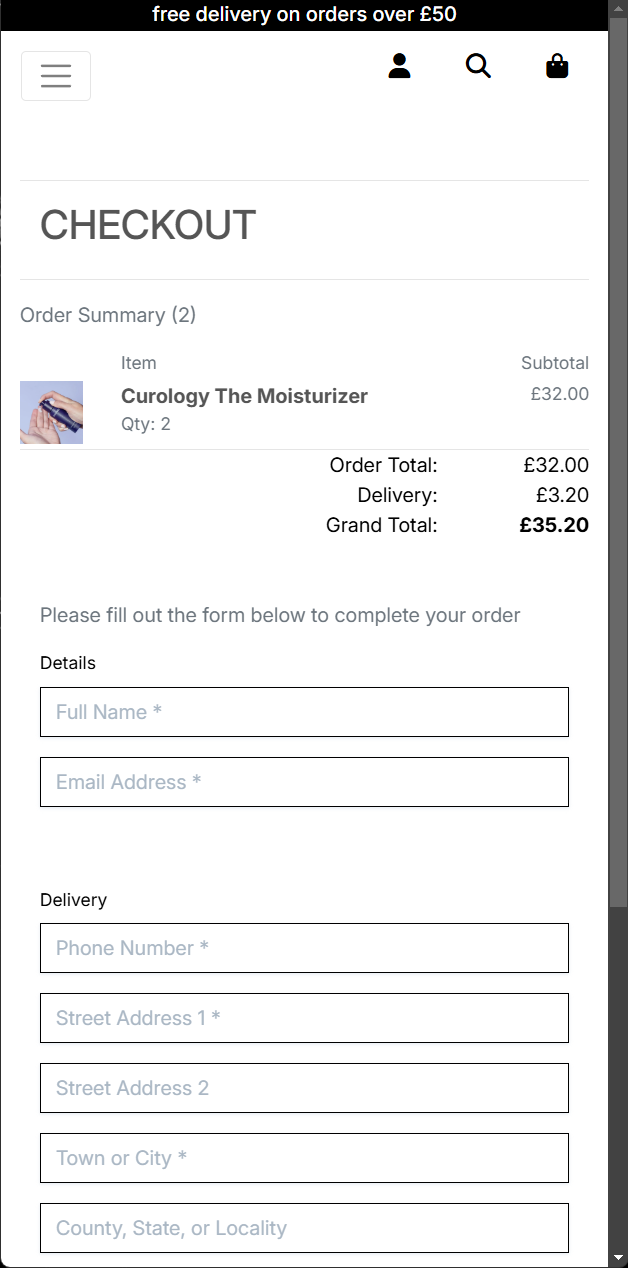 free delivery on orders over £50
CHECKOUT
Order Summary (2)
Item Subtotal
Curology The Moisturizer £32.00
Qty: 2
Order Total: £32.00
Delivery: £3.20
Grand Total: £35.20
Please fill out the form below to complete your order
Details
Full Name *
Email Address *
Delivery
Phone Number *
Street Address 1 *
Street Address 2
Town or City *
County, State, or Locality